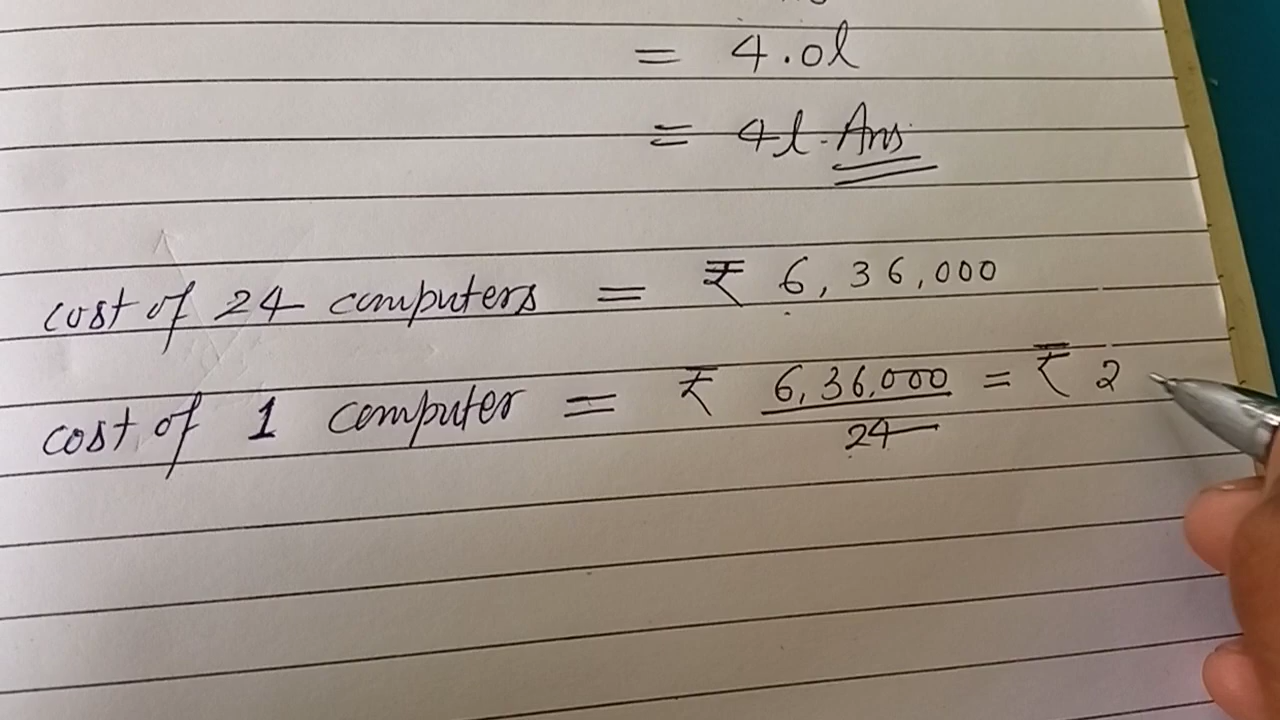 = 4.0l
= 4l. Ans
cost of 24 computers = ₹ 6,36,000
cost of 1 computer = ₹ 6,36,000 / 24 = ₹ 2